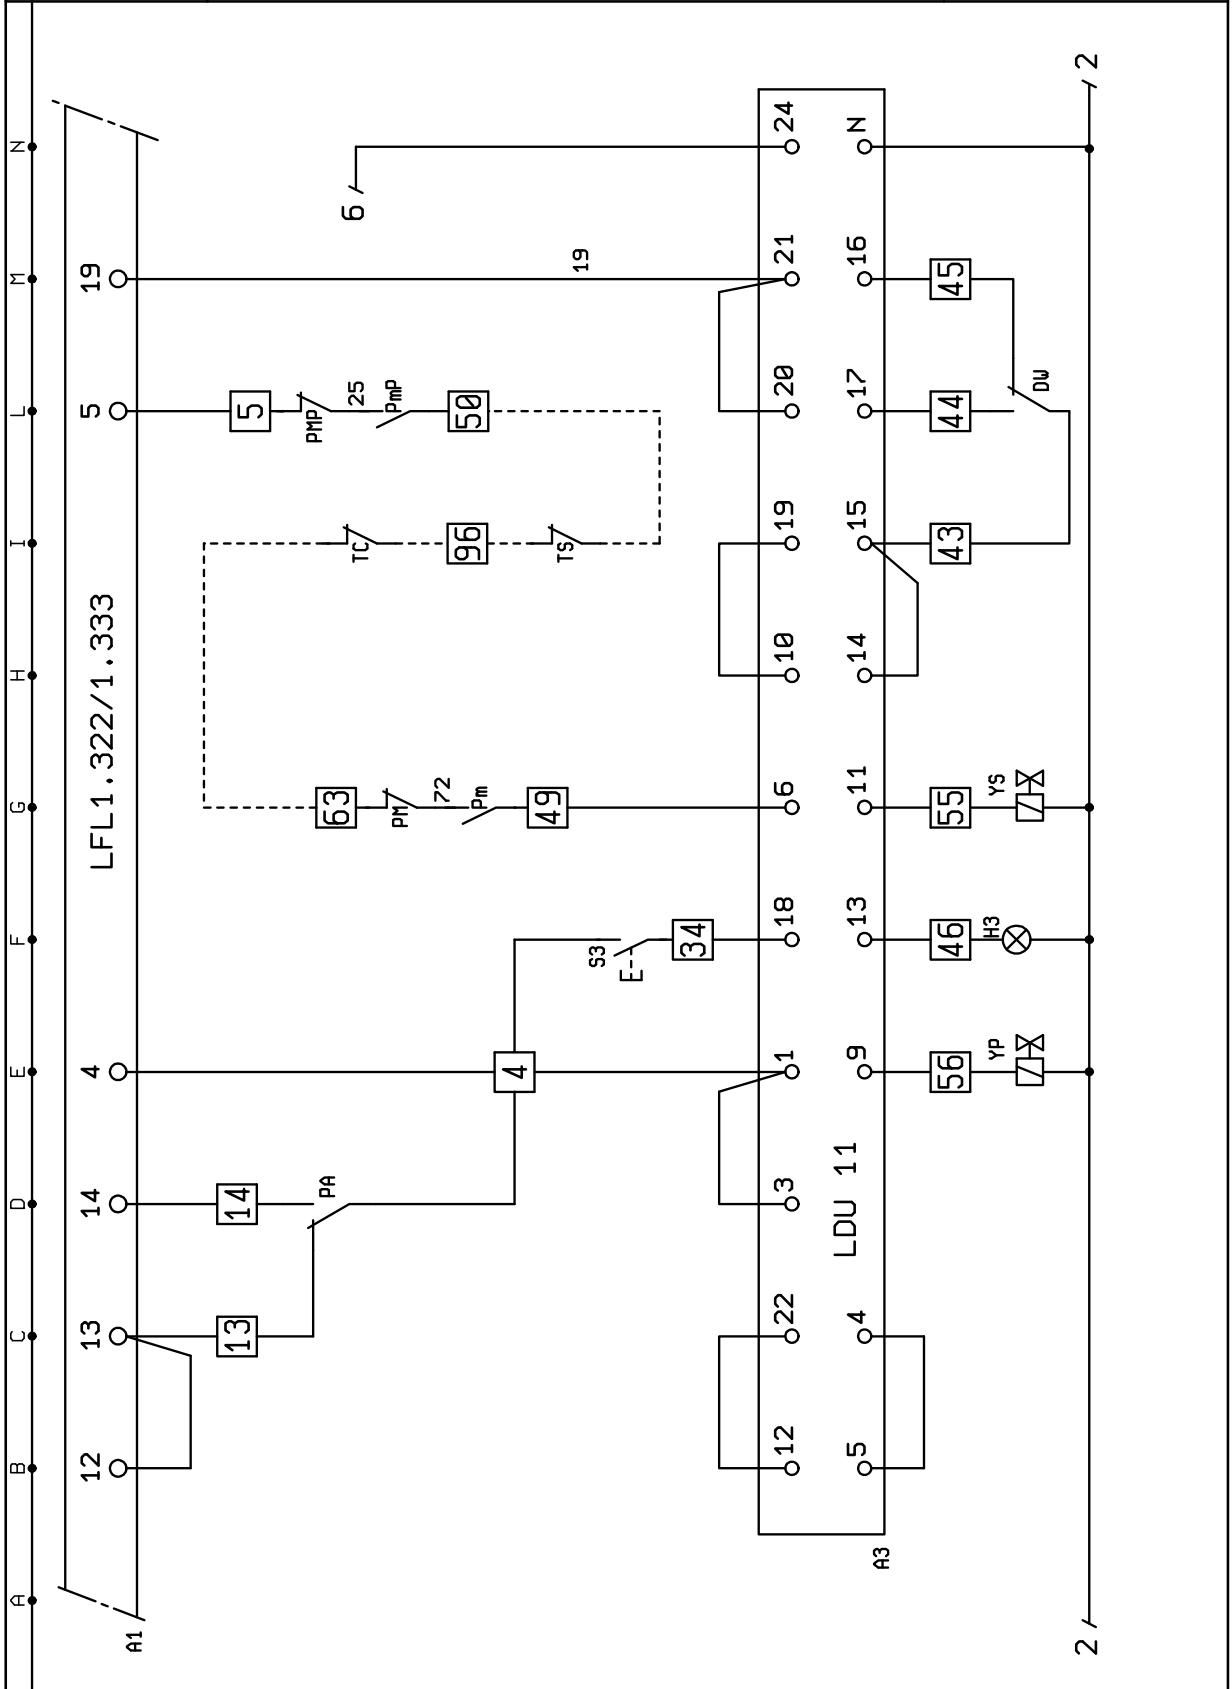 A B C D E F G H I L M N
A1
LFL1.322/1.333
12 13 14 4 5 19
13 14 5
PA
PMP 25 PmP 50
TC 96 TS
63 PM 72 Pm 49
6
19
4
S3 E 34
12 22 3 1 18 6 10 19 20 21 24
LDU 11
5 4 9 13 11 14 15 17 16 N
A3
56 46 55 43 44 45
YP H3 YS DW
2 2